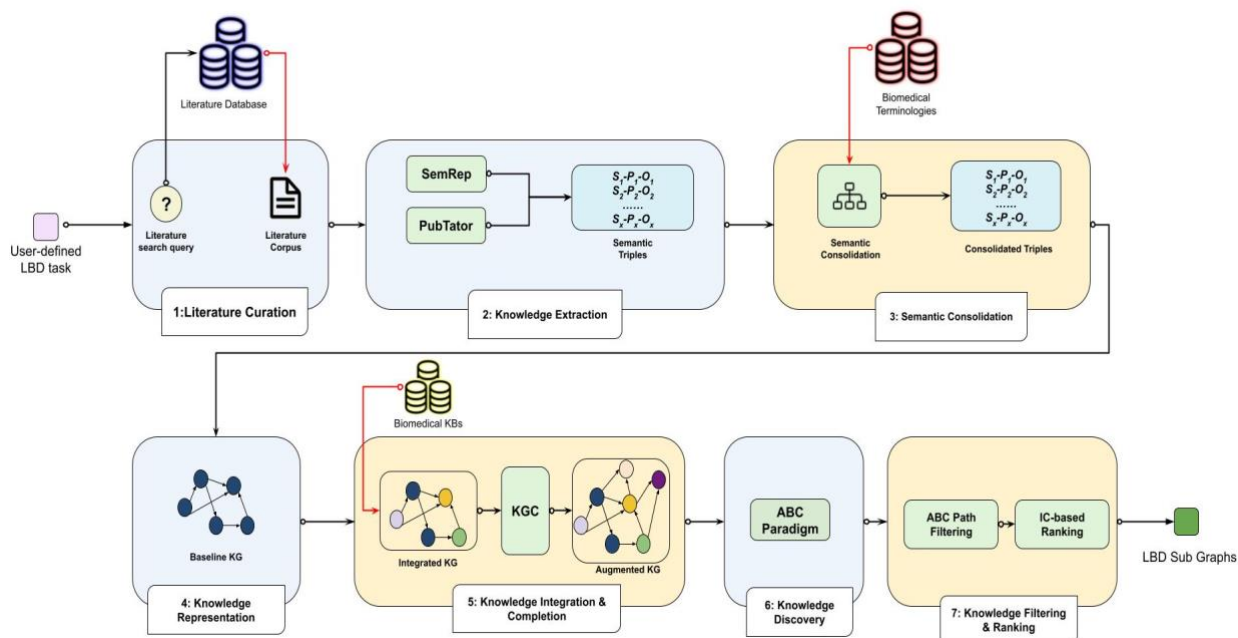 Literature Database
?
Literature
search query
Literature
Corpus
User-defined
LBD task
1:Literature Curation
SemRep
PubTator
S1-P1-O1
S2-P2-O2
......
Sx-Px-Ox
Semantic
Triples
2: Knowledge Extraction
Biomedical
Terminologies
Semantic
Consolidation
S1-P1-O1
S2-P2-O2
......
Sx-Px-Ox
Consolidated Triples
3: Semantic Consolidation
Baseline KG
4: Knowledge
Representation
Biomedical KBs
Integrated KG
KGC
Augmented KG
5: Knowledge Integration &
Completion
ABC
Paradigm
6: Knowledge
Discovery
ABC Path
Filtering
IC-based
Ranking
7: Knowledge Filtering
& Ranking
LBD Sub Graphs